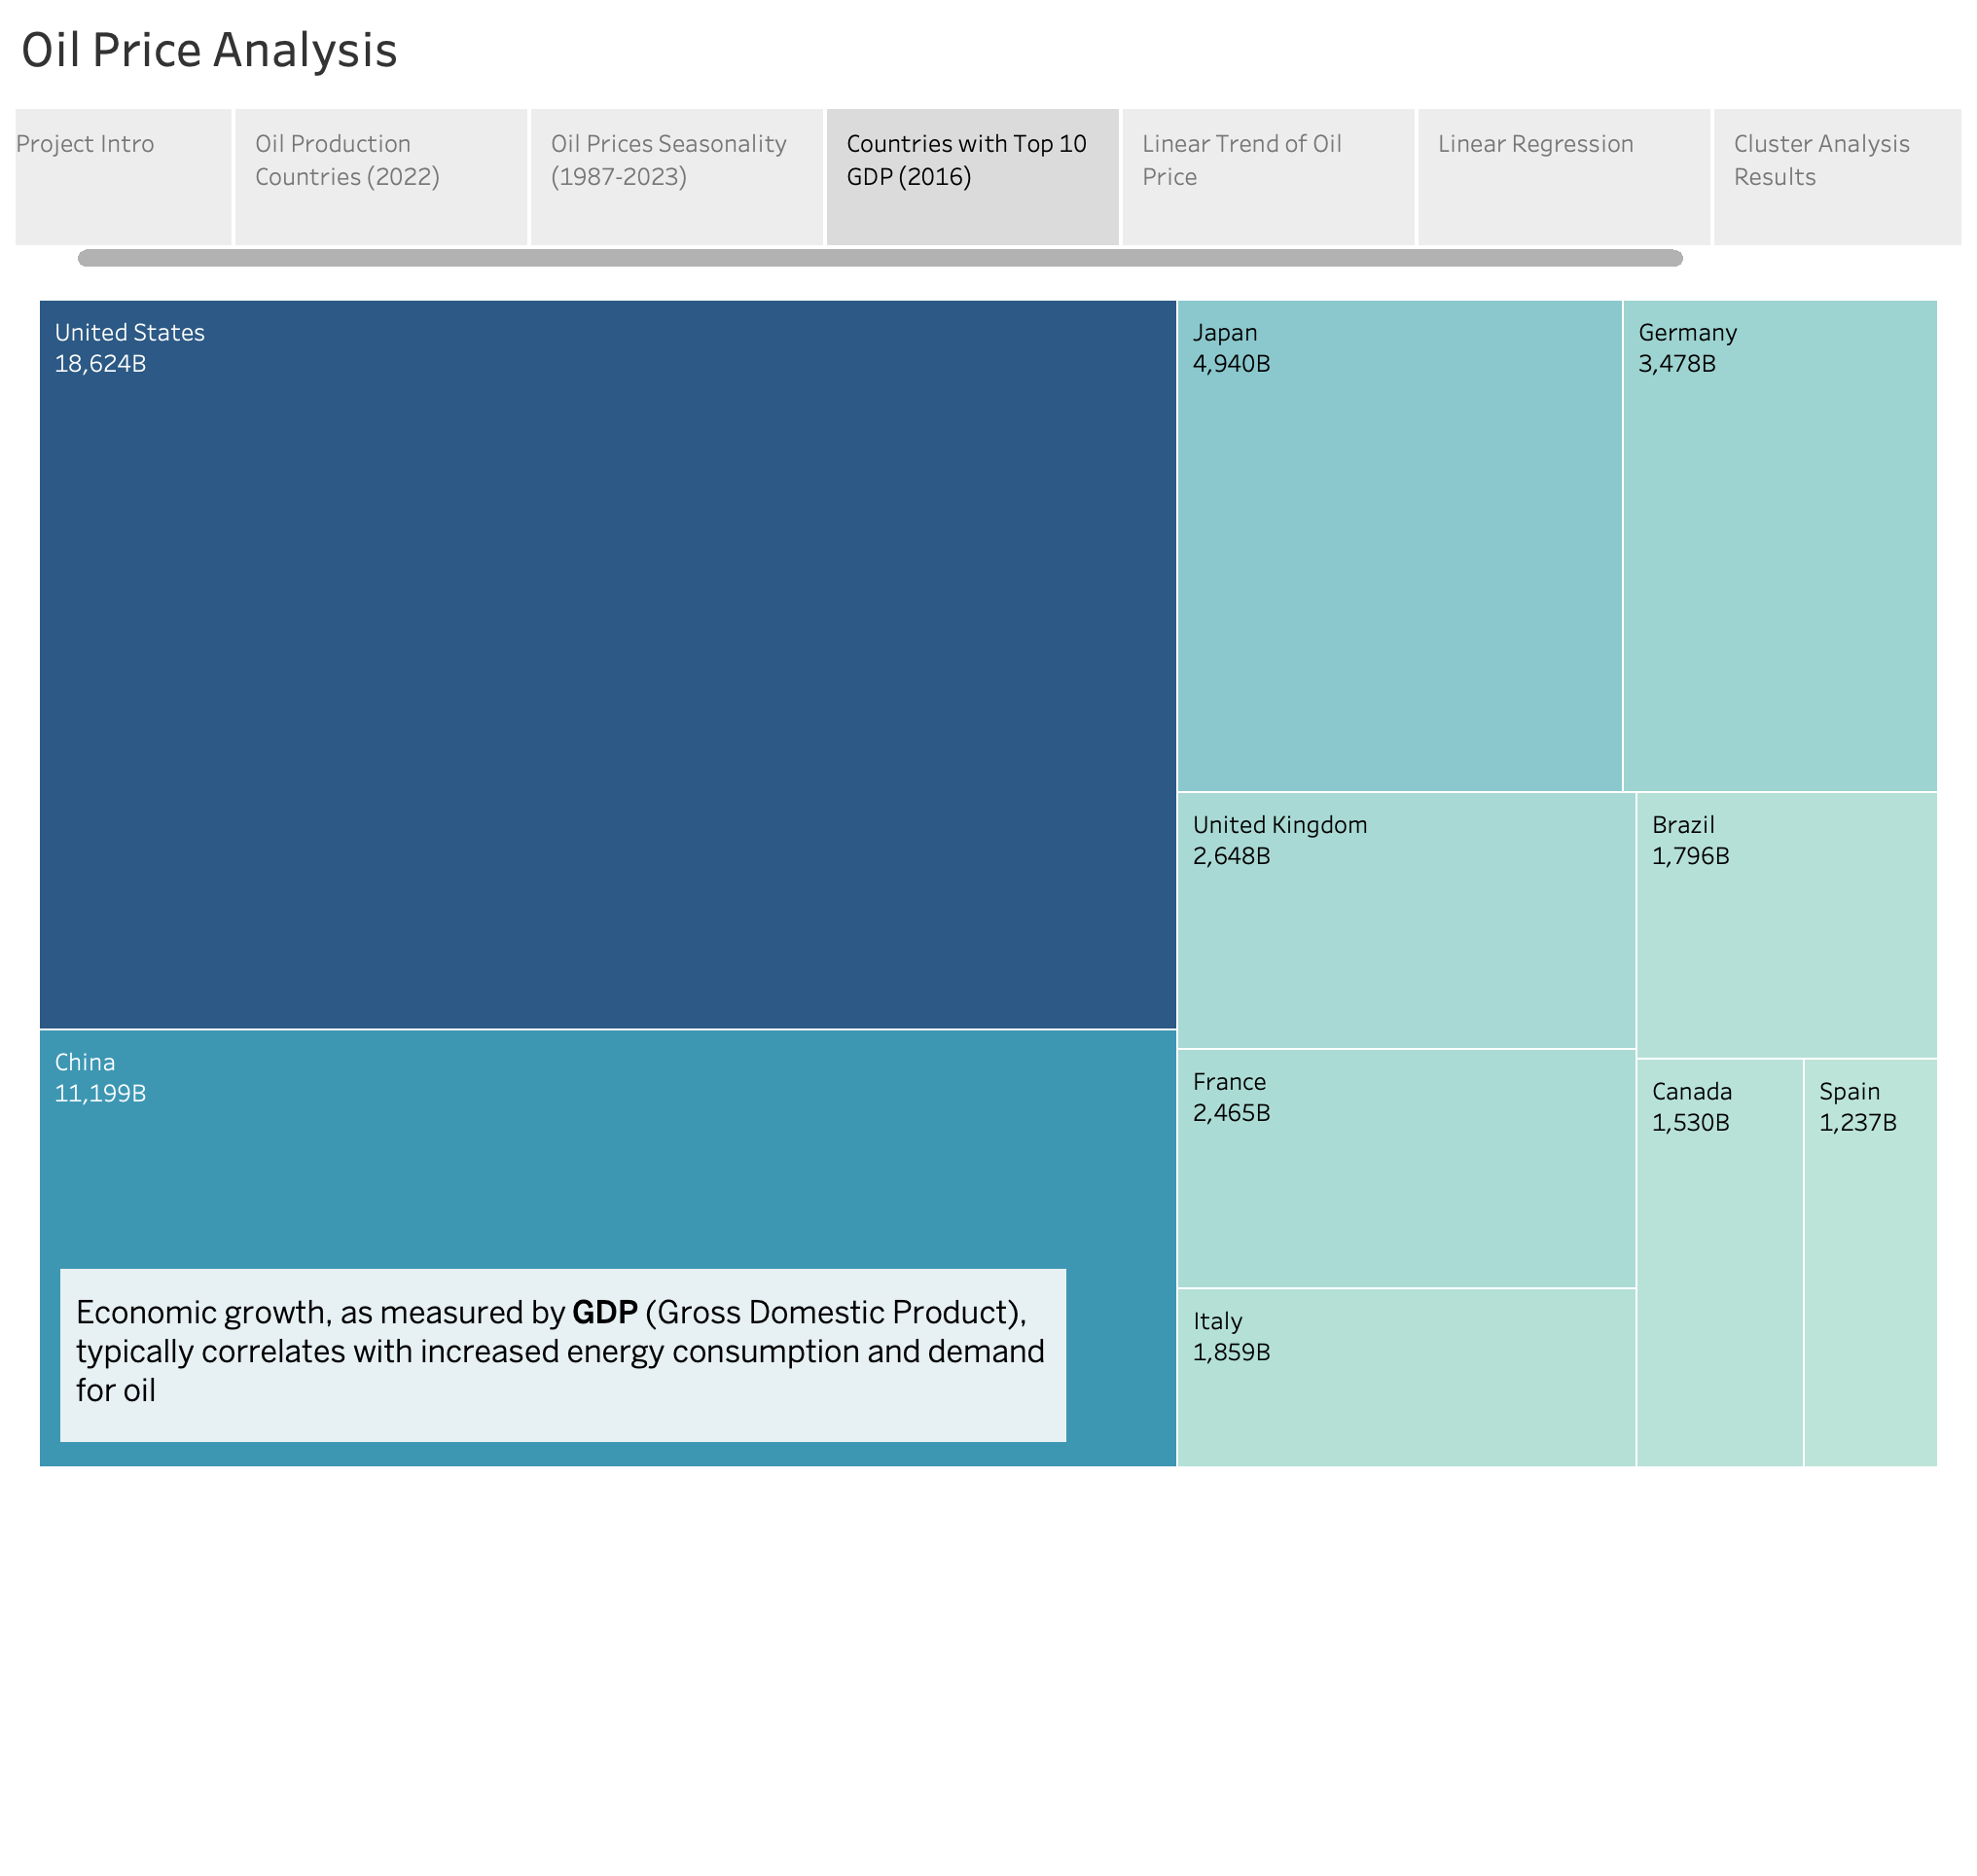 Oil Price Analysis
Project Intro
Oil Production
Countries (2022)
Oil Prices Seasonality
(1987-2023)
Countries with Top 10
GDP (2016)
Linear Trend of Oil
Price
Linear Regression
Cluster Analysis
Results
United States
18,624B
Japan
4,940B
Germany
3,478B
United Kingdom
2,648B
Brazil
1,796B
China
11,199B
France
2,465B
Canada
1,530B
Spain
1,237B
Italy
1,859B
Economic growth, as measured by GDP (Gross Domestic Product),
typically correlates with increased energy consumption and demand
for oil